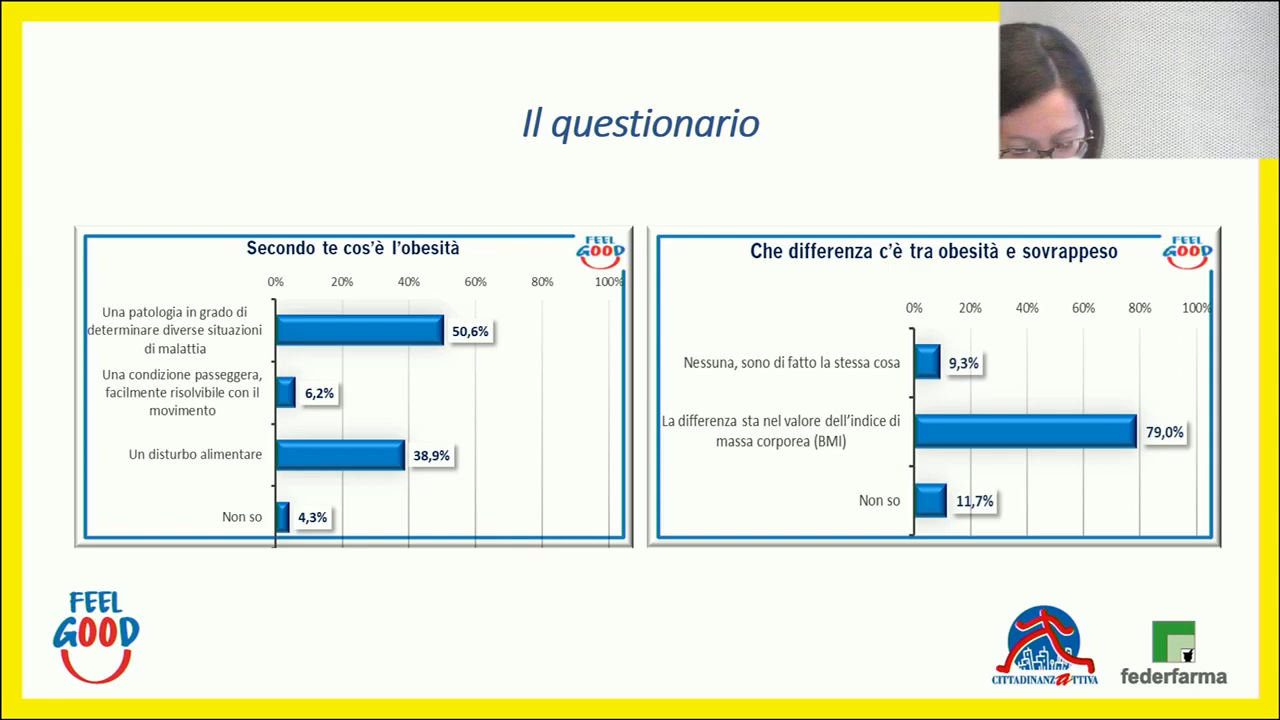 Il questionario
Secondo te cos'è l'obesità
FEEL
GOOD
0% 20% 40% 60% 80% 100%
Una patologia in grado di
determinare diverse situazioni
di malattia
50,6%
Una condizione passeggera,
facilmente risolvibile con il
movimento
6,2%
Un disturbo alimentare
38,9%
Non so
4,3%
Che differenza c'è tra obesità e sovrappeso
FEEL
GOOD
0% 20% 40% 60% 80% 100%
Nessuna, sono di fatto la stessa cosa
9,3%
La differenza sta nel valore dell'indice di
massa corporea (BMI)
79,0%
Non so
11,7%
FEEL
GOOD
CITTADINANZATTIVA
federfarma